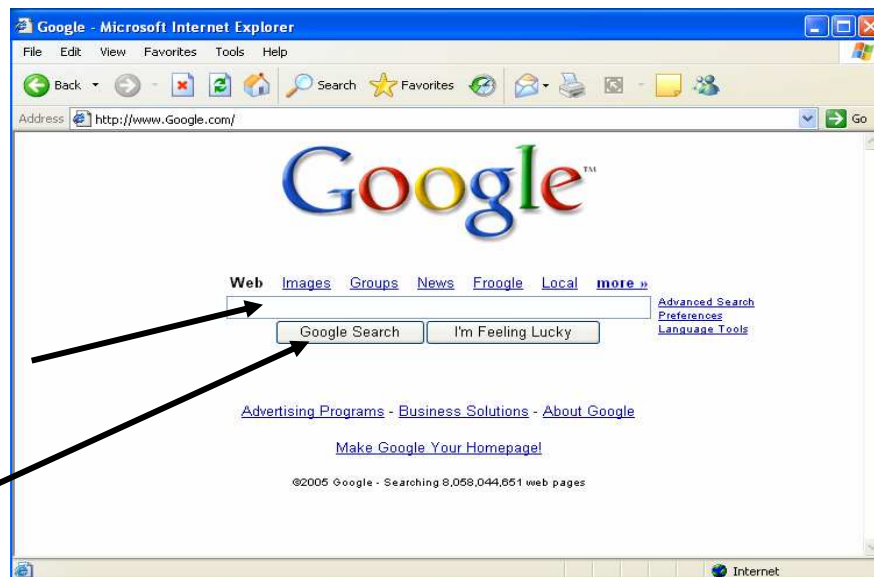 Google - Microsoft Internet Explorer
File Edit View Favorites Tools Help
Back Search Favorites
Address http://www.Google.com/ Go
Google™
Web Images Groups News Froogle Local more »
Advanced Search
Preferences
Language Tools
Google Search I'm Feeling Lucky
Advertising Programs - Business Solutions - About Google
Make Google Your Homepage!
©2005 Google - Searching 8,058,044,651 web pages
Internet